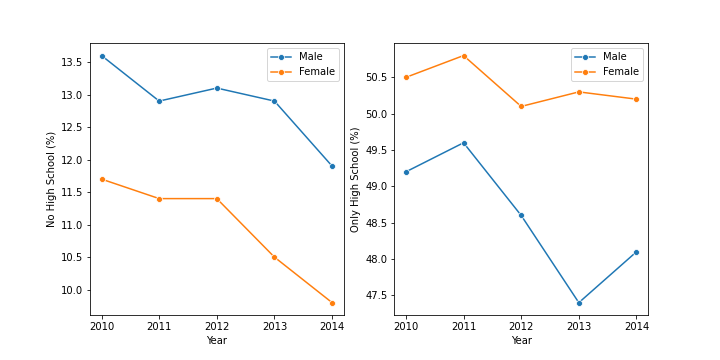 No High School (%)
13.5
13.0
12.5
12.0
11.5
11.0
10.5
10.0
2010 2011 2012 2013 2014
Year
Male
Female
Only High School (%)
50.5
50.0
49.5
49.0
48.5
48.0
47.5
2010 2011 2012 2013 2014
Year
Male
Female